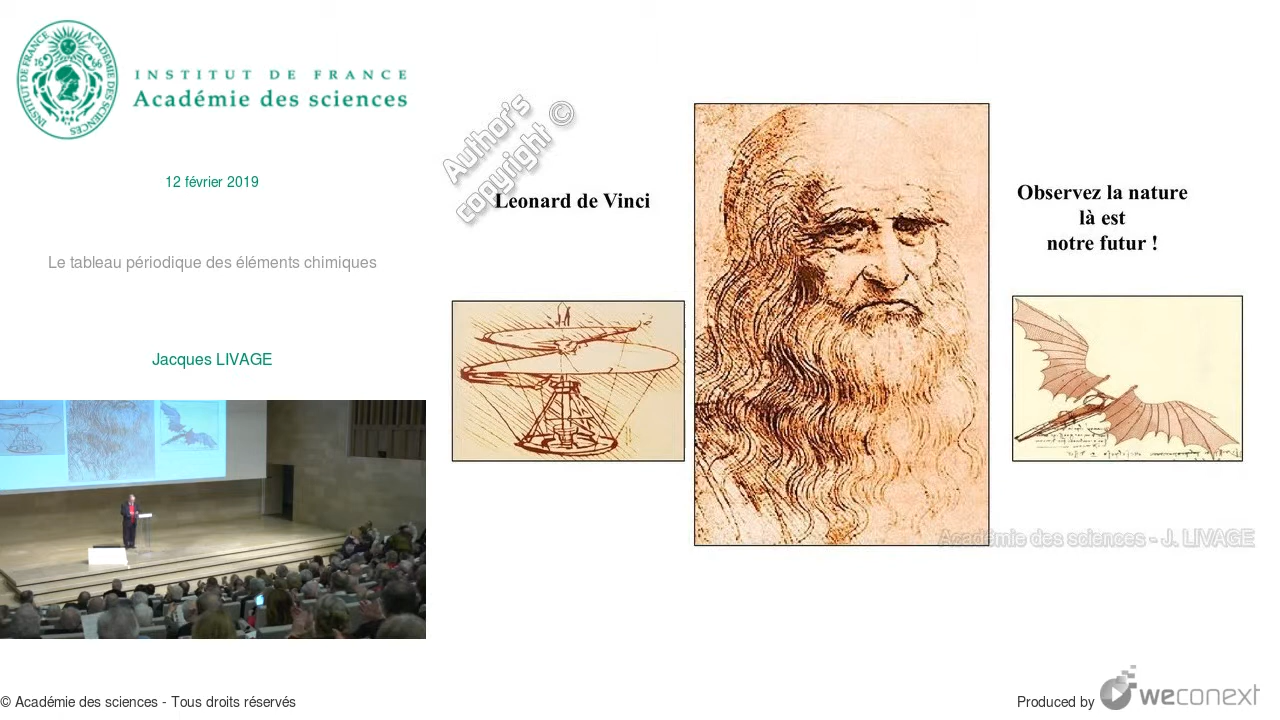 INSTITUT DE FRANCE
Académie des sciences
12 février 2019
Le tableau périodique des éléments chimiques
Jacques LIVAGE
Author's
copyright ©
Leonard de Vinci
Observez la nature
là est
notre futur !
Académie des sciences - J. LIVAGE
© Académie des sciences - Tous droits réservés
Produced by weconext